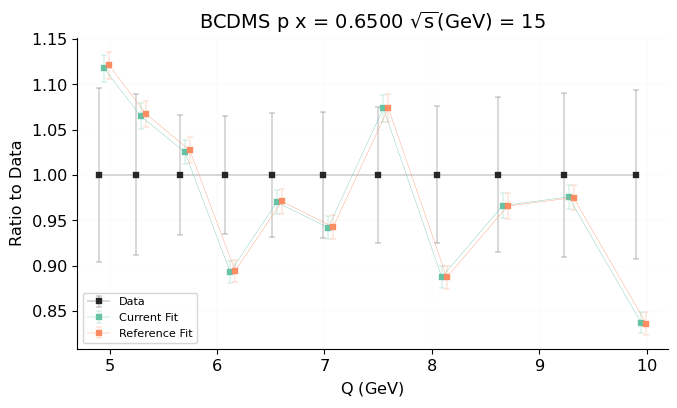 BCDMS p x = 0.6500 √s(GeV) = 15
Ratio to Data
1.15
1.10
1.05
1.00
0.95
0.90
0.85
Data
Current Fit
Reference Fit
5 6 7 8 9 10
Q (GeV)